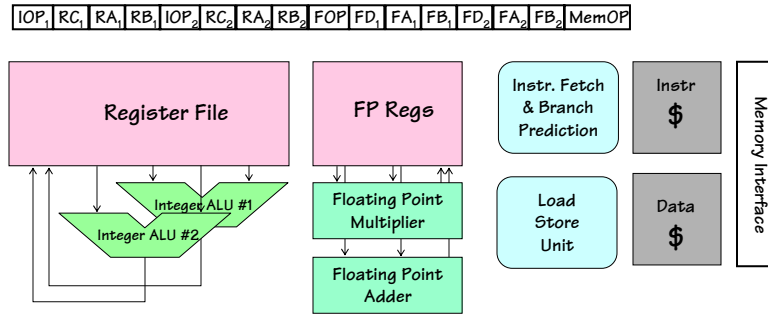 IOP₁ RC₁ RA₁ RB₁ IOP₂ RC₂ RA₂ RB₂ FOP FD₁ FA₁ FB₁ FD₂ FA₂ FB₂ MemOP
Register File
FP Regs
Instr. Fetch
& Branch
Prediction
Instr
$
Memory Interface
Integer ALU #1
Integer ALU #2
Floating Point
Multiplier
Floating Point
Adder
Load
Store
Unit
Data
$